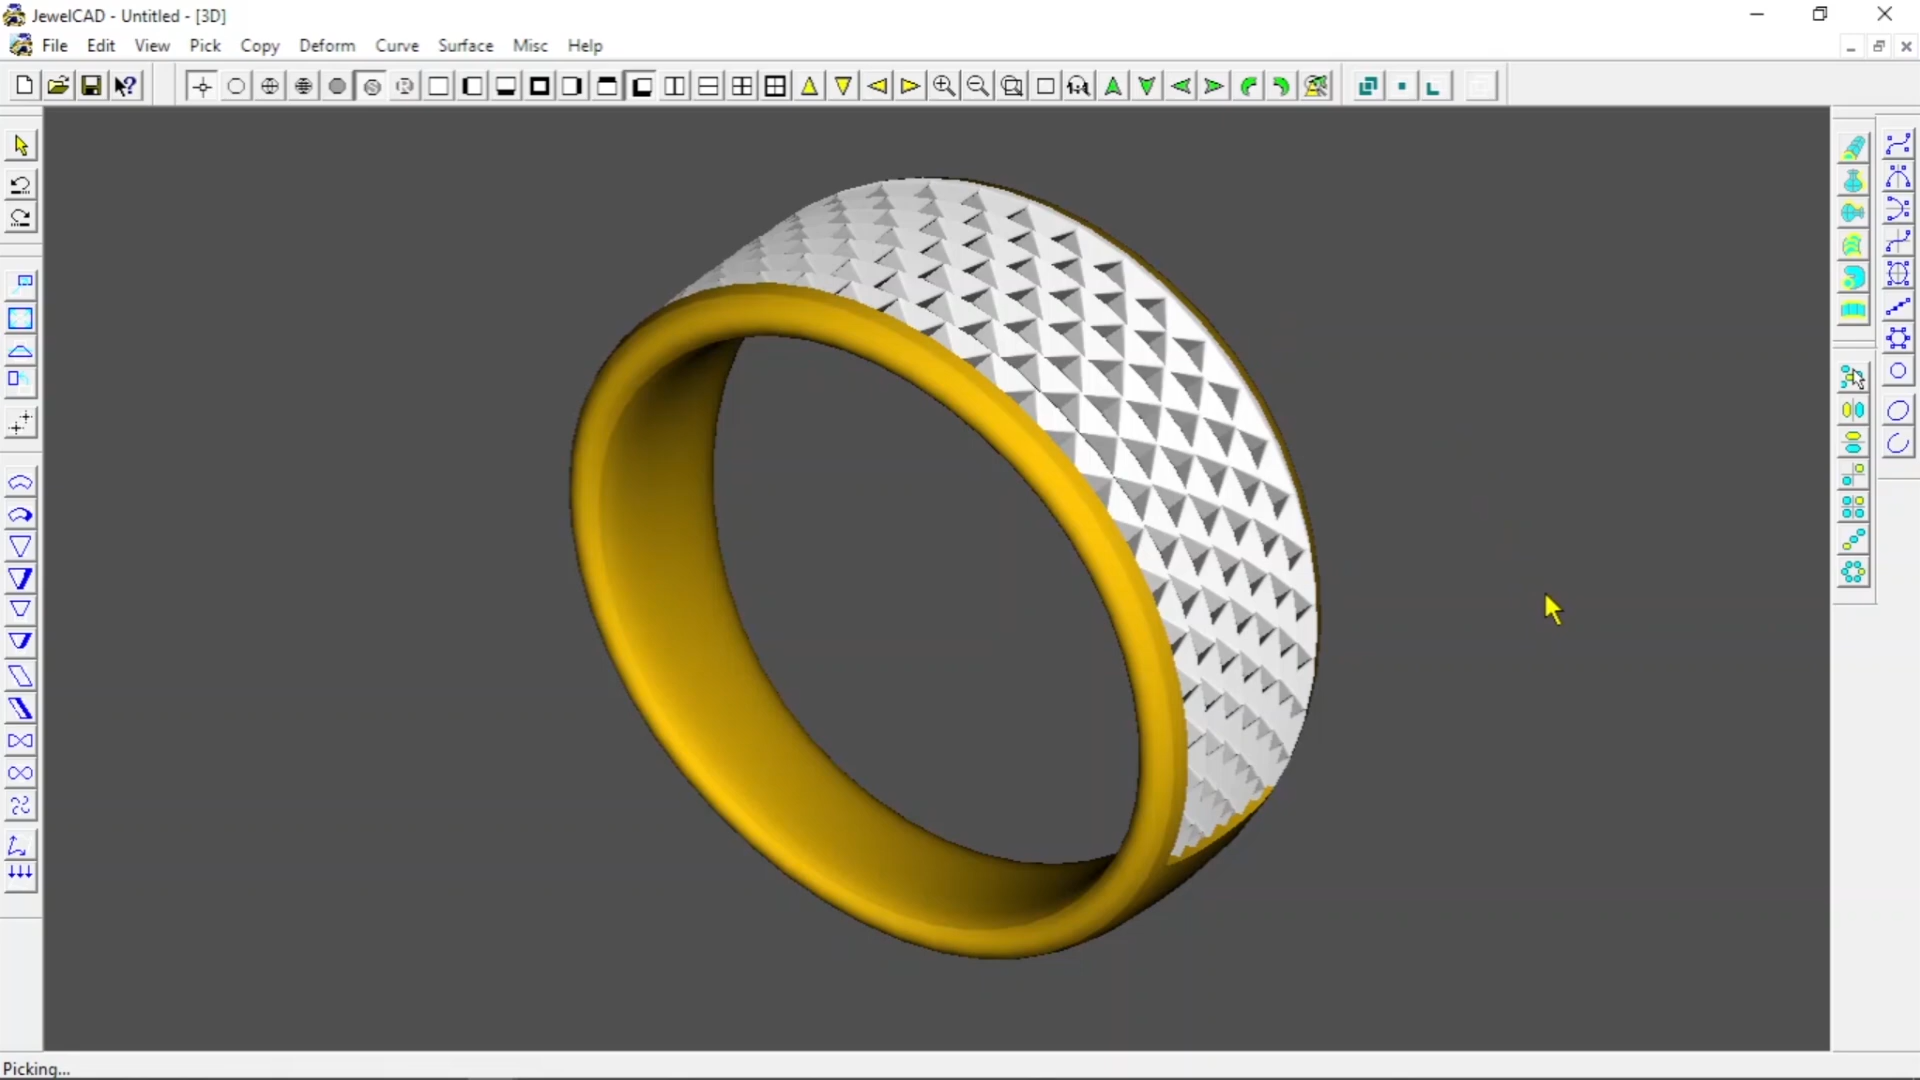 JewelCAD - Untitled - [3D]
File Edit View Pick Copy Deform Curve Surface Misc Help
Picking...